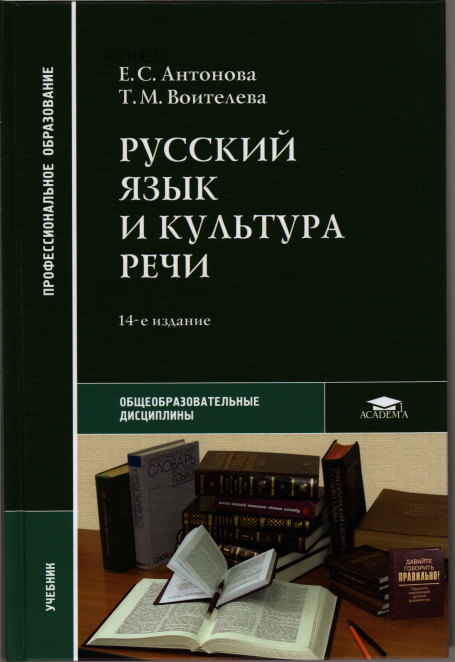 Е. С. Антонова
Т. М. Воителева
Русский
язык
и культура
речи
14-е издание
ПРОФЕССИОНАЛЬНОЕ ОБРАЗОВАНИЕ
ОБЩЕОБРАЗОВАТЕЛЬНЫЕ
ДИСЦИПЛИНЫ
ACADEMA
УЧЕБНИК
СЛОВАРЬ
ДАВАЙТЕ
ГОВОРИТЬ
ПРАВИЛЬНО!